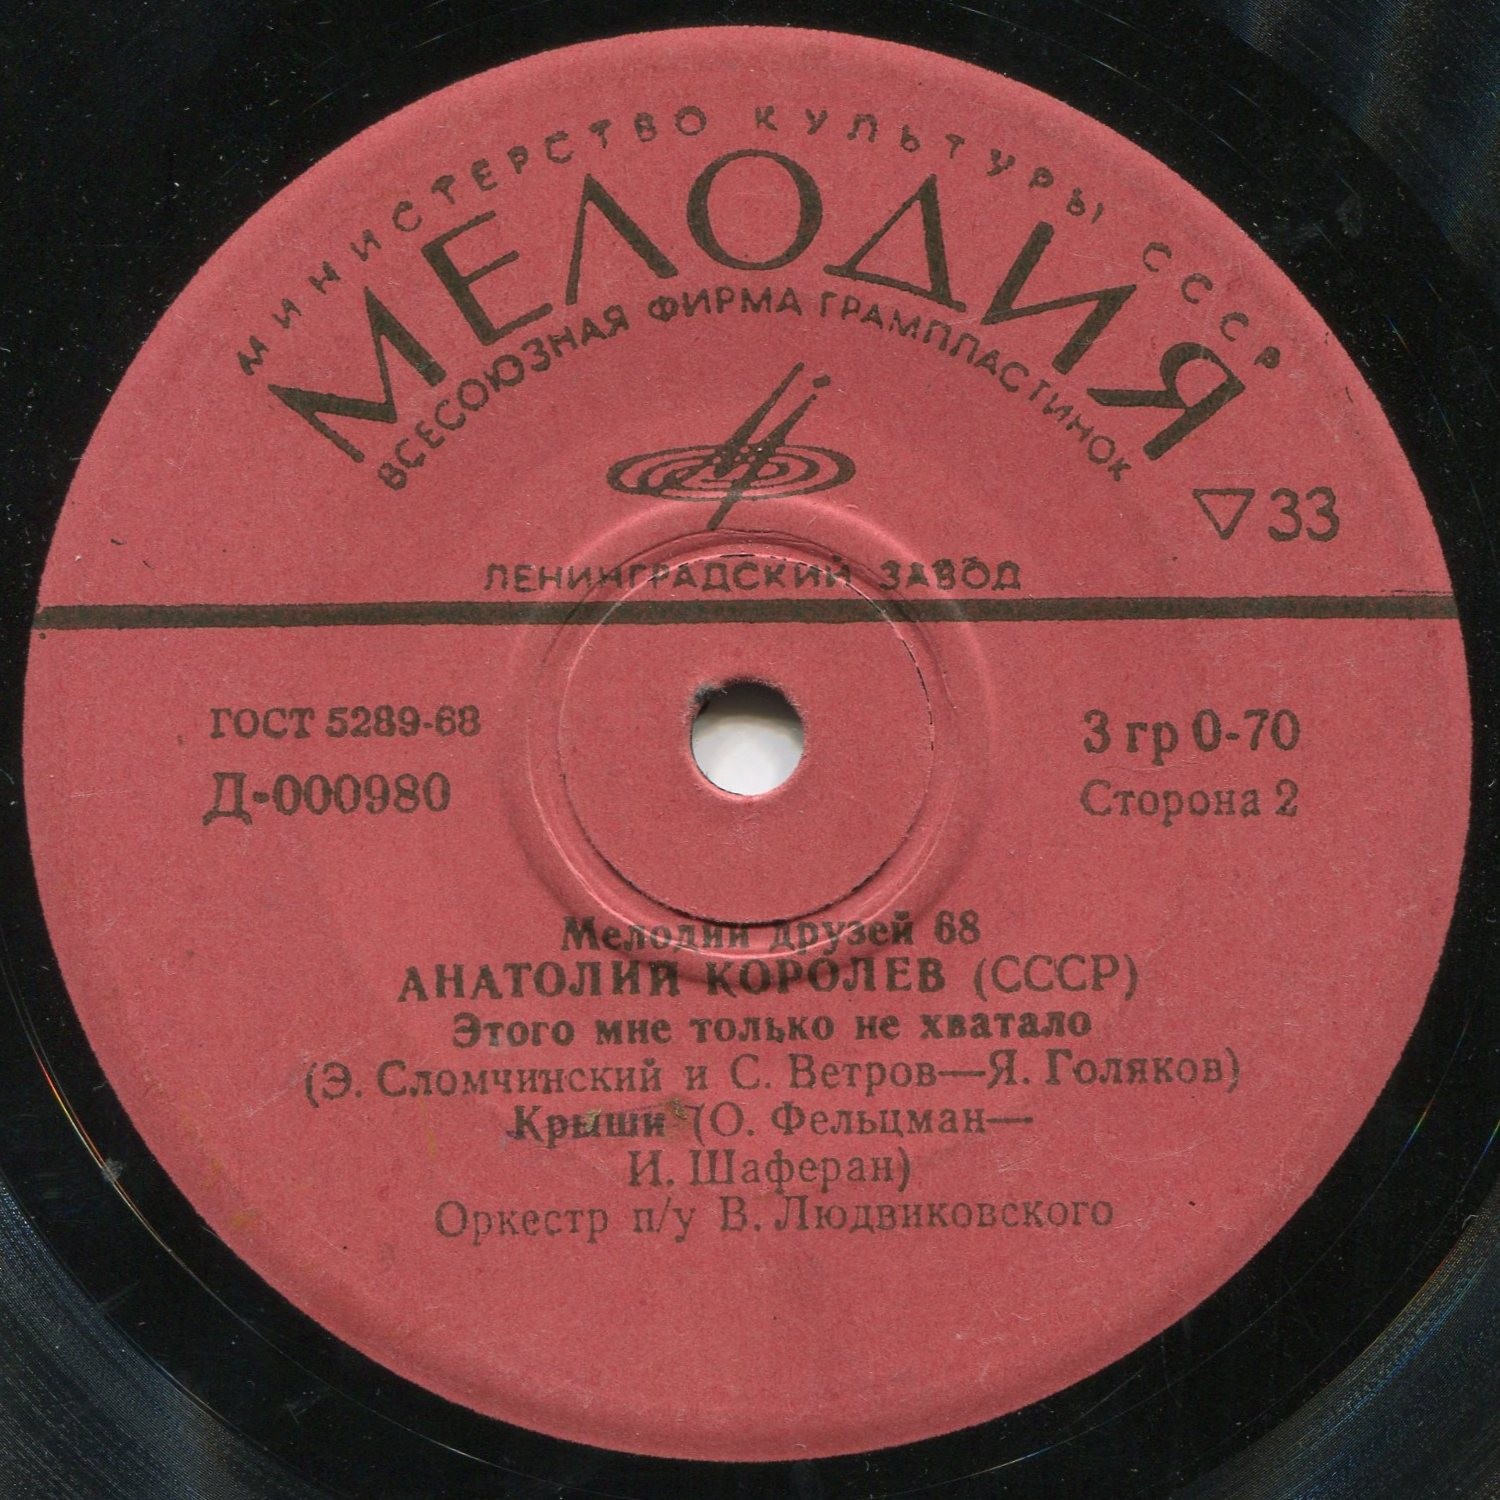 МИНИСТЕРСТВО КУЛЬТУРЫ СССР
МЕЛОДИЯ
ВСЕСОЮЗНАЯ ФИРМА ГРАМПЛАСТИНОК
33
ЛЕНИНГРАДСКИЙ ЗАВОД
ГОСТ 5289-68
Д-000980
3 гр 0-70
Сторона 2
Мелодии друзей 68
АНАТОЛИЙ КОРОЛЕВ (СССР)
Этого мне только не хватало
(Э. Сломчинский и С. Ветров—Я. Голяков)
Крыши (О. Фельцман—
И. Шаферан)
Оркестр п/у В. Людвиковского